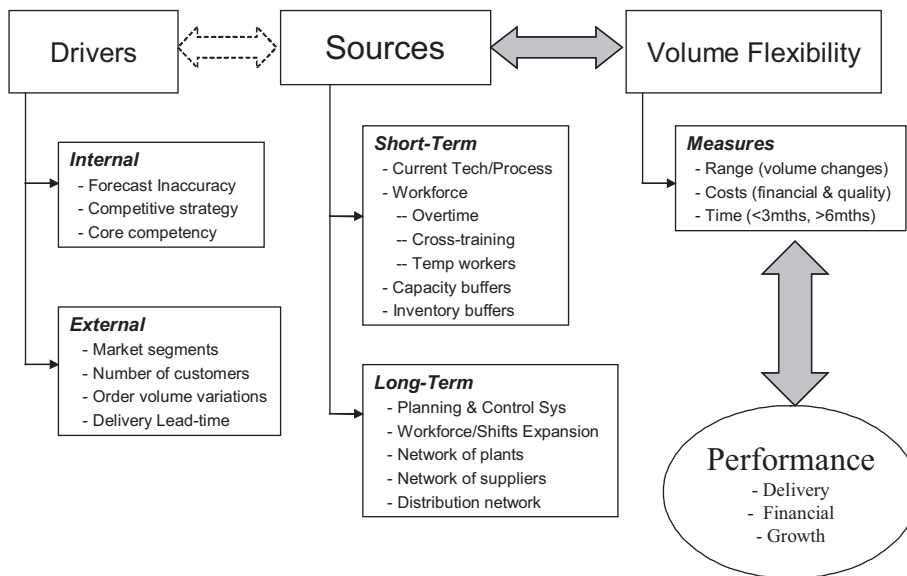 Drivers
Sources
Volume Flexibility
Internal
- Forecast Inaccuracy
- Competitive strategy
- Core competency
External
- Market segments
- Number of customers
- Order volume variations
- Delivery Lead-time
Short-Term
- Current Tech/Process
- Workforce
-- Overtime
-- Cross-training
-- Temp workers
- Capacity buffers
- Inventory buffers
Long-Term
- Planning & Control Sys
- Workforce/Shifts Expansion
- Network of plants
- Network of suppliers
- Distribution network
Measures
- Range (volume changes)
- Costs (financial & quality)
- Time (<3mths, >6mths)
Performance
- Delivery
- Financial
- Growth